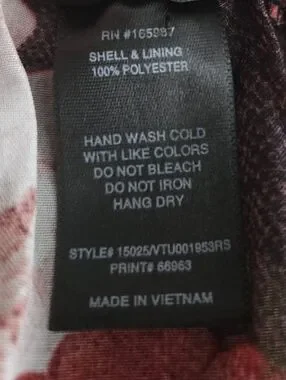 RN #165987
SHELL & LINING :
100% POLYESTER
HAND WASH COLD
WITH LIKE COLORS
DO NOT BLEACH
DO NOT IRON
HANG DRY
STYLE# 15025/VTU001953RS
PRINT# 66963
MADE IN VIETNAM